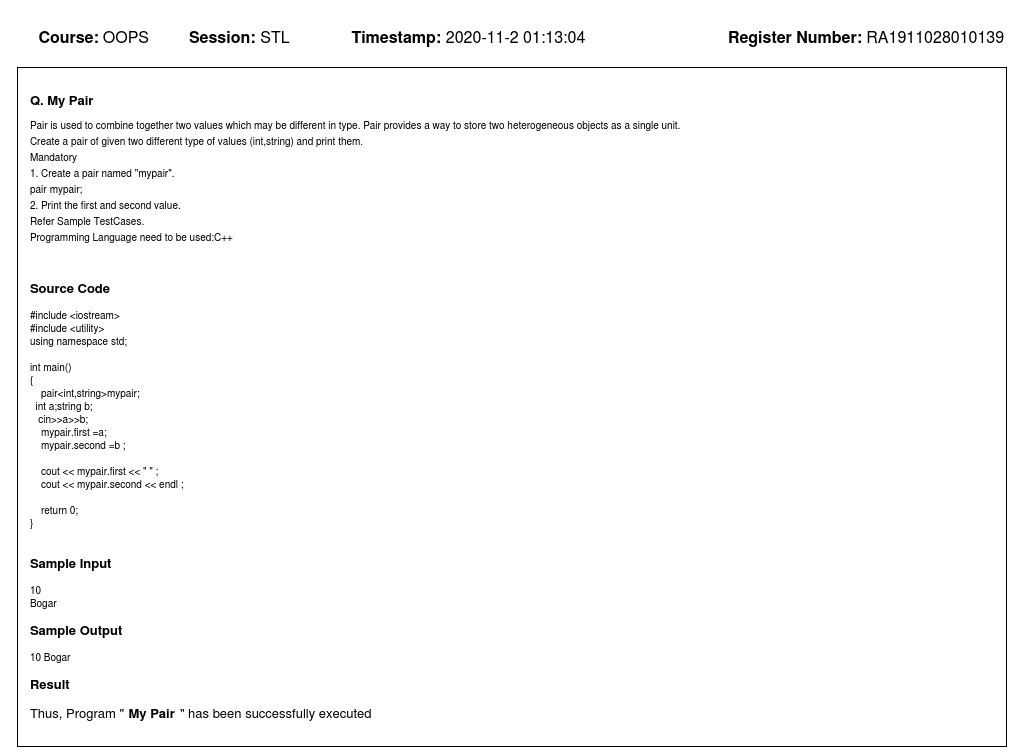 Course: OOPS Session: STL Timestamp: 2020-11-2 01:13:04 Register Number: RA1911028010139
Q. My Pair
Pair is used to combine together two values which may be different in type. Pair provides a way to store two heterogeneous objects as a single unit.
Create a pair of given two different type of values (int,string) and print them.
Mandatory
1. Create a pair named "mypair".
pair mypair;
2. Print the first and second value.
Refer Sample TestCases.
Programming Language need to be used:C++
Source Code
#include <iostream>
#include <utility>
using namespace std;
int main()
{
pair<int,string>mypair;
int a;string b;
cin>>a>>b;
mypair.first =a;
mypair.second =b ;
cout << mypair.first << " " ;
cout << mypair.second << endl ;
return 0;
}
Sample Input
10
Bogar
Sample Output
10 Bogar
Result
Thus, Program " My Pair " has been successfully executed